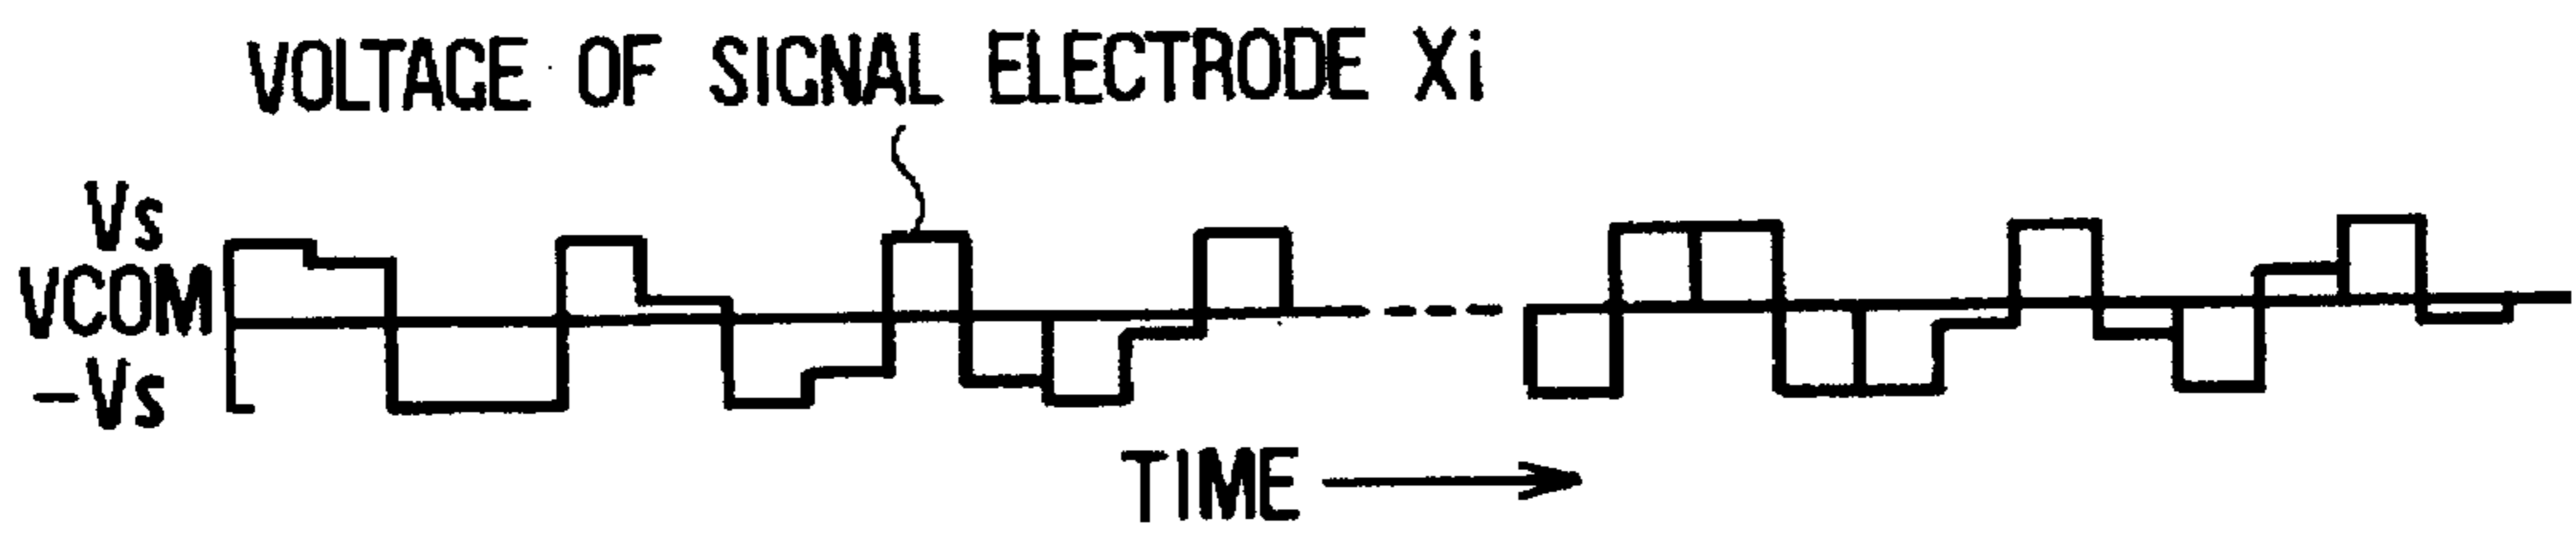 VOLTAGE OF SIGNAL ELECTRODE Xi
Vs
VCOM
-Vs
TIME